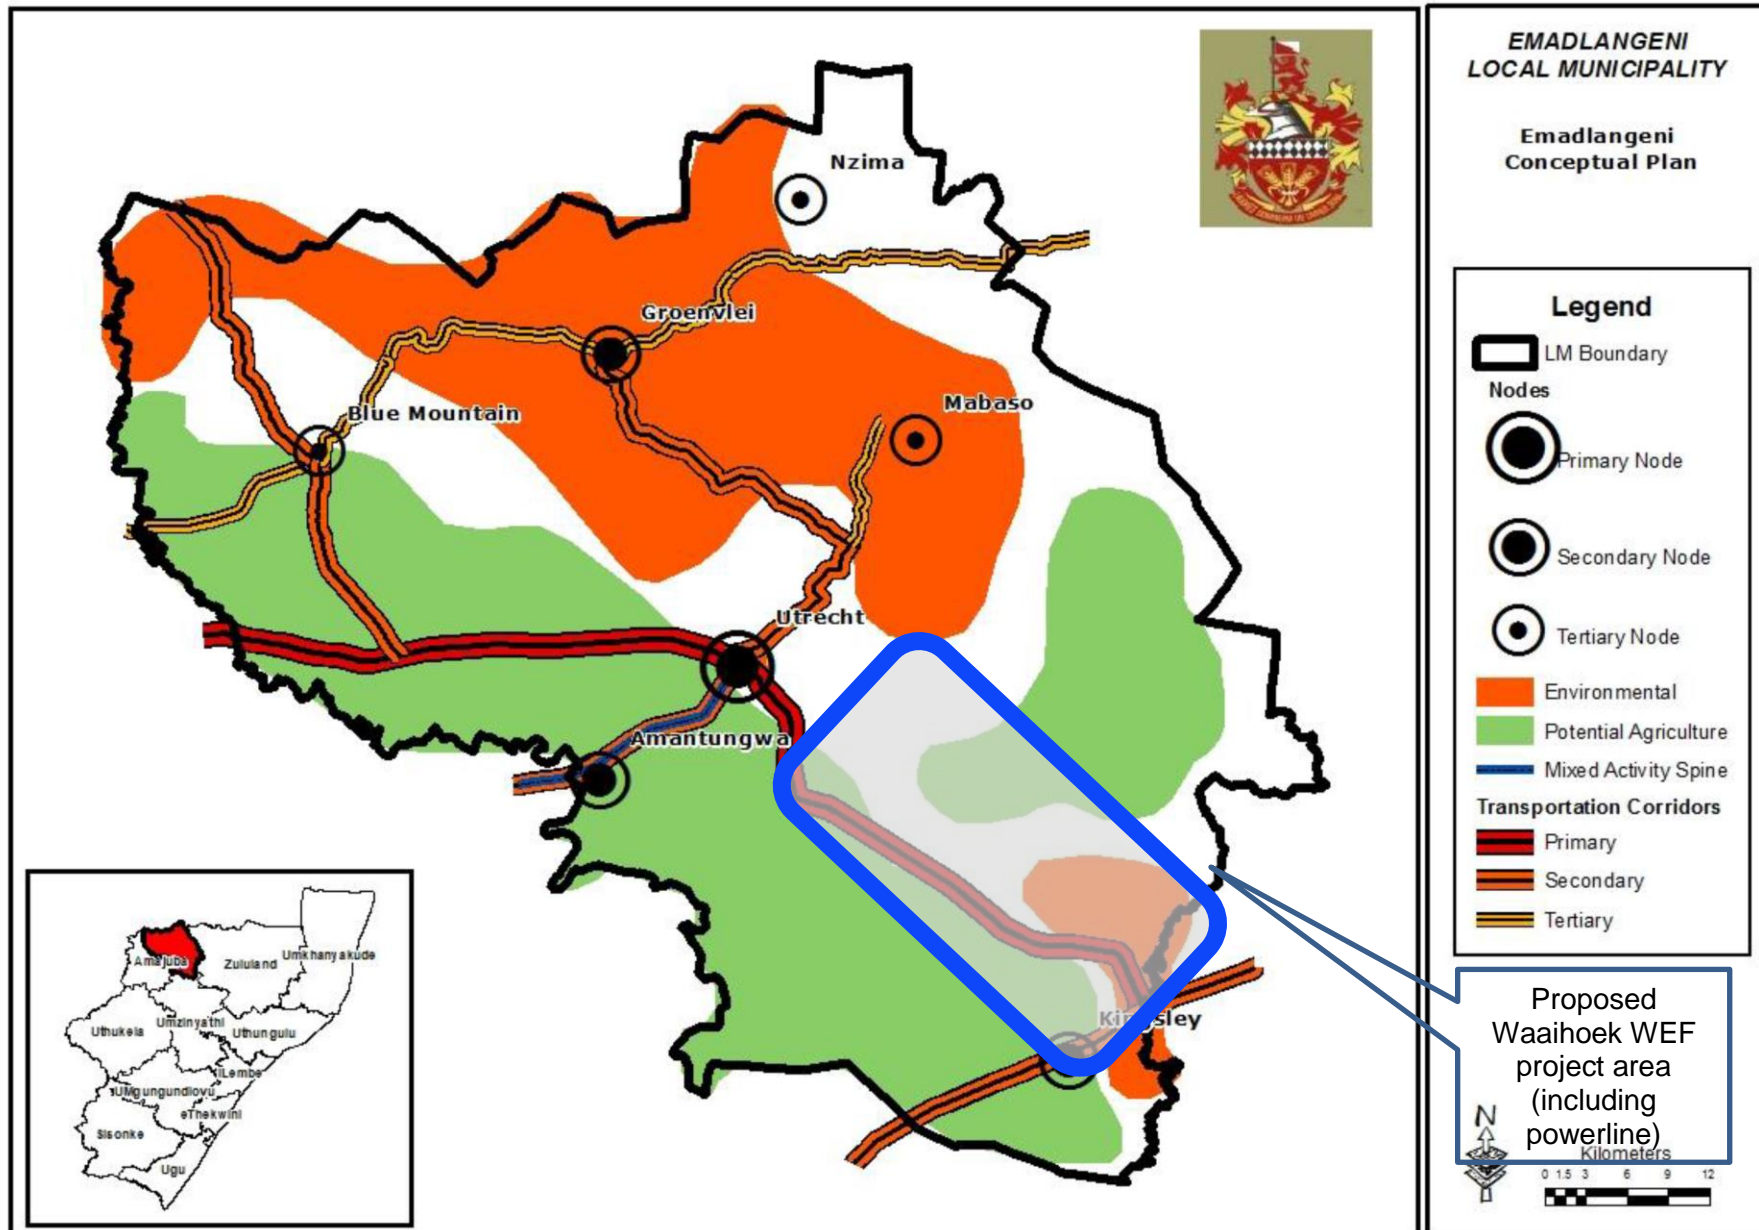 EMADLANGENI
LOCAL MUNICIPALITY
Emadlangeni
Conceptual Plan
Nzima
Groenvlei
Blue Mountain
Mabaso
Utrecht
Amantungwa
Kingsley
Legend
LM Boundary
Nodes
Primary Node
Secondary Node
Tertiary Node
Environmental
Potential Agriculture
Mixed Activity Spine
Transportation Corridors
Primary
Secondary
Tertiary
Proposed
Waaihoek WEF
project area
(including
powerline)
N
Kilometers
0 1.5 3 6 9 12
Amajuba
Zululand
Umkhanyakude
Uthukela
Umzinyathi
Uthungulu
iLembe
UMgungundlovu
eThekwini
Sisonke
Ugu